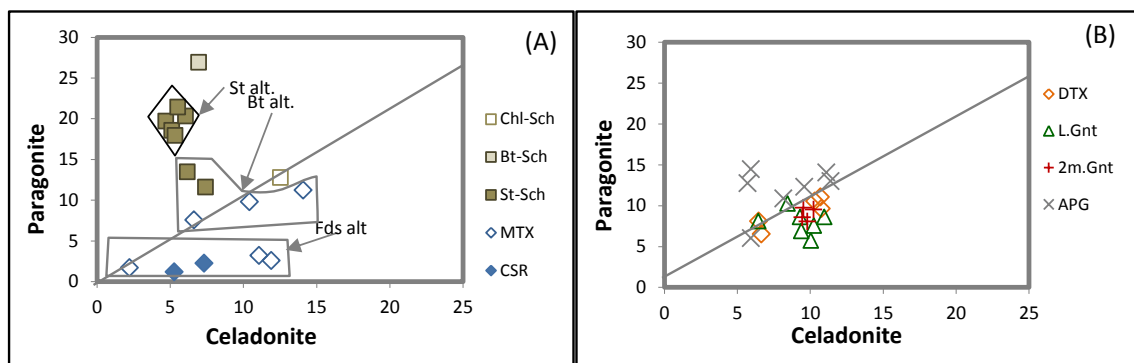 (A)
30
25
20
15
10
5
0
0 5 10 15 20 25
Paragonite
Celadonite
St alt.
Bt alt.
Fds alt
Chl-Sch
Bt-Sch
St-Sch
MTX
CSR
(B)
30
25
20
15
10
5
0
0 5 10 15 20 25
Paragonite
Celadonite
DTX
L.Gnt
2m.Gnt
APG